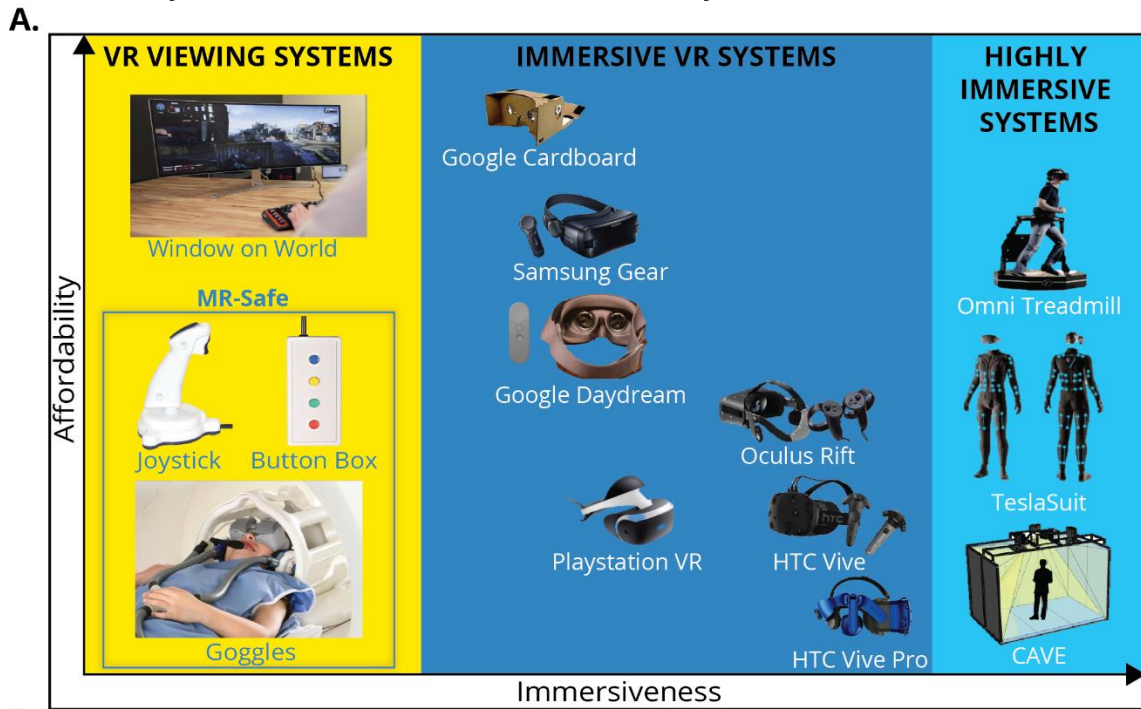 A.
VR VIEWING SYSTEMS
IMMERSIVE VR SYSTEMS
HIGHLY
IMMERSIVE
SYSTEMS
Affordability
Window on World
MR-Safe
Joystick
Button Box
Goggles
Google Cardboard
Samsung Gear
Google Daydream
Oculus Rift
Playstation VR
hTC
HTC Vive
HTC Vive Pro
Omni Treadmill
TeslaSuit
CAVE
Immersiveness